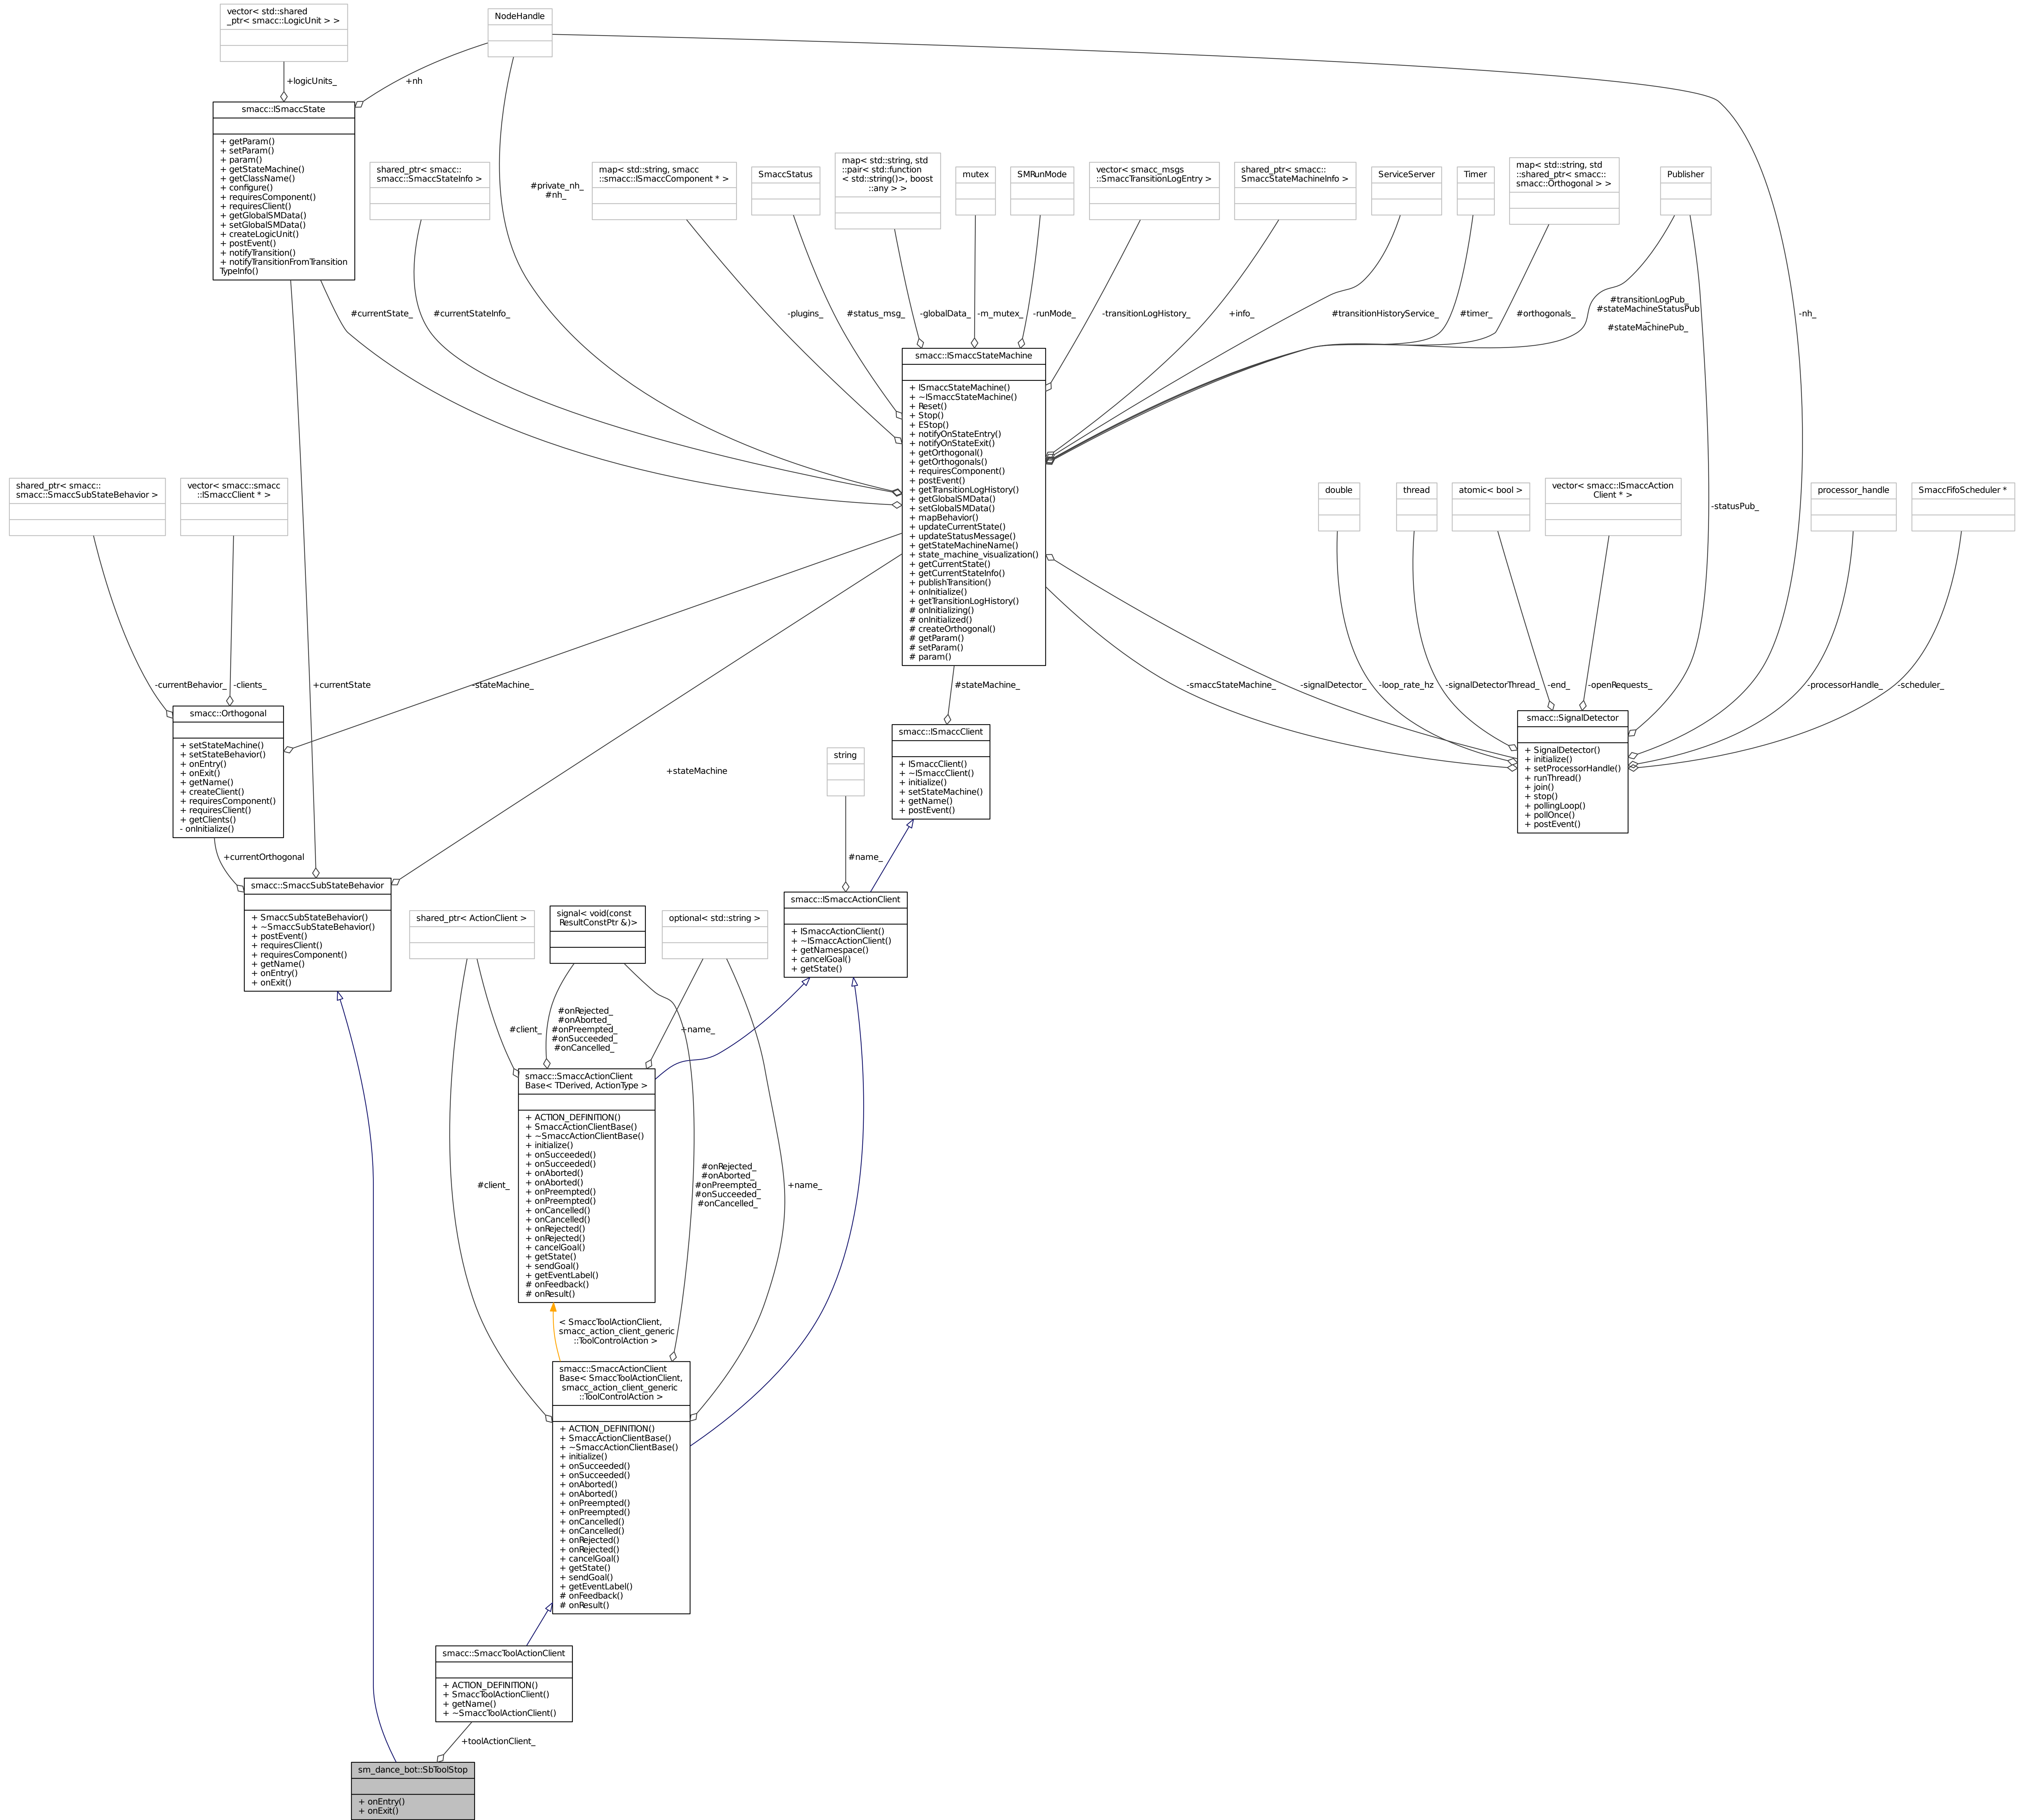 vector< std::shared
_ptr< smacc::LogicUnit > >
NodeHandle
+logicUnits_
+nh
smacc::ISmaccState
+ getParam()
+ setParam()
+ param()
+ getStateMachine()
+ getClassName()
+ configure()
+ requiresComponent()
+ requiresClient()
+ getGlobalSMData()
+ setGlobalSMData()
+ createLogicUnit()
+ postEvent()
+ notifyTransition()
+ notifyTransitionFromTransition
TypeInfo()
shared_ptr< smacc::
smacc::SmaccStateInfo >
#private_nh_
#nh_
map< std::string, smacc
::smacc::ISmaccComponent * >
SmaccStatus
map< std::string, std
::pair< std::function
< std::string()>, boost
::any > >
mutex
SMRunMode
vector< smacc_msgs
::SmaccTransitionLogEntry >
shared_ptr< smacc::
SmaccStateMachineInfo >
ServiceServer
Timer
map< std::string, std
::shared_ptr< smacc::
smacc::Orthogonal > >
Publisher
#currentState_
#currentStateInfo_
-plugins_
#status_msg_
-globalData_
-m_mutex_
-runMode_
-transitionLogHistory_
+info_
#transitionHistoryService_
#timer_
#orthogonals_
#transitionLogPub_
#stateMachineStatusPub
_
#stateMachinePub_
-nh_
smacc::ISmaccStateMachine
+ ISmaccStateMachine()
+ ~ISmaccStateMachine()
+ Reset()
+ Stop()
+ EStop()
+ notifyOnStateEntry()
+ notifyOnStateExit()
+ getOrthogonal()
+ getOrthogonals()
+ requiresComponent()
+ postEvent()
+ getTransitionLogHistory()
+ getGlobalSMData()
+ setGlobalSMData()
+ mapBehavior()
+ updateCurrentState()
+ updateStatusMessage()
+ getStateMachineName()
+ state_machine_visualization()
+ getCurrentState()
+ getCurrentStateInfo()
+ publishTransition()
+ onInitialize()
+ getTransitionLogHistory()
# onInitializing()
# onInitialized()
# createOrthogonal()
# getParam()
# setParam()
# param()
shared_ptr< smacc::
smacc::SmaccSubStateBehavior >
vector< smacc::smacc
::ISmaccClient * >
double
thread
atomic< bool >
vector< smacc::ISmaccAction
Client * >
-statusPub_
processor_handle
SmaccFifoScheduler *
-currentBehavior_
-clients_
+currentState
-stateMachine_
#stateMachine_
-smaccStateMachine_
-signalDetector_
-loop_rate_hz
-signalDetectorThread_
-end_
-openRequests_
-processorHandle_
-scheduler_
smacc::Orthogonal
+ setStateMachine()
+ setStateBehavior()
+ onEntry()
+ onExit()
+ getName()
+ createClient()
+ requiresComponent()
+ requiresClient()
+ getClients()
- onInitialize()
+stateMachine
smacc::ISmaccClient
+ ISmaccClient()
+ ~ISmaccClient()
+ initialize()
+ setStateMachine()
+ getName()
+ postEvent()
smacc::SignalDetector
+ SignalDetector()
+ initialize()
+ setProcessorHandle()
+ runThread()
+ join()
+ stop()
+ pollingLoop()
+ pollOnce()
+ postEvent()
string
+currentOrthogonal
#name_
smacc::SmaccSubStateBehavior
+ SmaccSubStateBehavior()
+ ~SmaccSubStateBehavior()
+ postEvent()
+ requiresClient()
+ requiresComponent()
+ getName()
+ onEntry()
+ onExit()
shared_ptr< ActionClient >
signal< void(const
ResultConstPtr &)>
optional< std::string >
smacc::ISmaccActionClient
+ ISmaccActionClient()
+ ~ISmaccActionClient()
+ getNamespace()
+ cancelGoal()
+ getState()
#client_
#onRejected_
#onAborted_
#onPreempted_
#onSucceeded_
#onCancelled_
+name_
smacc::SmaccActionClient
Base< TDerived, ActionType >
+ ACTION_DEFINITION()
+ SmaccActionClientBase()
+ ~SmaccActionClientBase()
+ initialize()
+ onSucceeded()
+ onSucceeded()
+ onAborted()
+ onAborted()
+ onPreempted()
+ onPreempted()
+ onCancelled()
+ onCancelled()
+ onRejected()
+ onRejected()
+ cancelGoal()
+ getState()
+ sendGoal()
+ getEventLabel()
# onFeedback()
# onResult()
#client_
#onRejected_
#onAborted_
#onPreempted_
#onSucceeded_
#onCancelled_
+name_
< SmaccToolActionClient,
smacc_action_client_generic
::ToolControlAction >
smacc::SmaccActionClient
Base< SmaccToolActionClient,
smacc_action_client_generic
::ToolControlAction >
+ ACTION_DEFINITION()
+ SmaccActionClientBase()
+ ~SmaccActionClientBase()
+ initialize()
+ onSucceeded()
+ onSucceeded()
+ onAborted()
+ onAborted()
+ onPreempted()
+ onPreempted()
+ onCancelled()
+ onCancelled()
+ onRejected()
+ onRejected()
+ cancelGoal()
+ getState()
+ sendGoal()
+ getEventLabel()
# onFeedback()
# onResult()
smacc::SmaccToolActionClient
+ ACTION_DEFINITION()
+ SmaccToolActionClient()
+ getName()
+ ~SmaccToolActionClient()
+toolActionClient_
sm_dance_bot::SbToolStop
+ onEntry()
+ onExit()